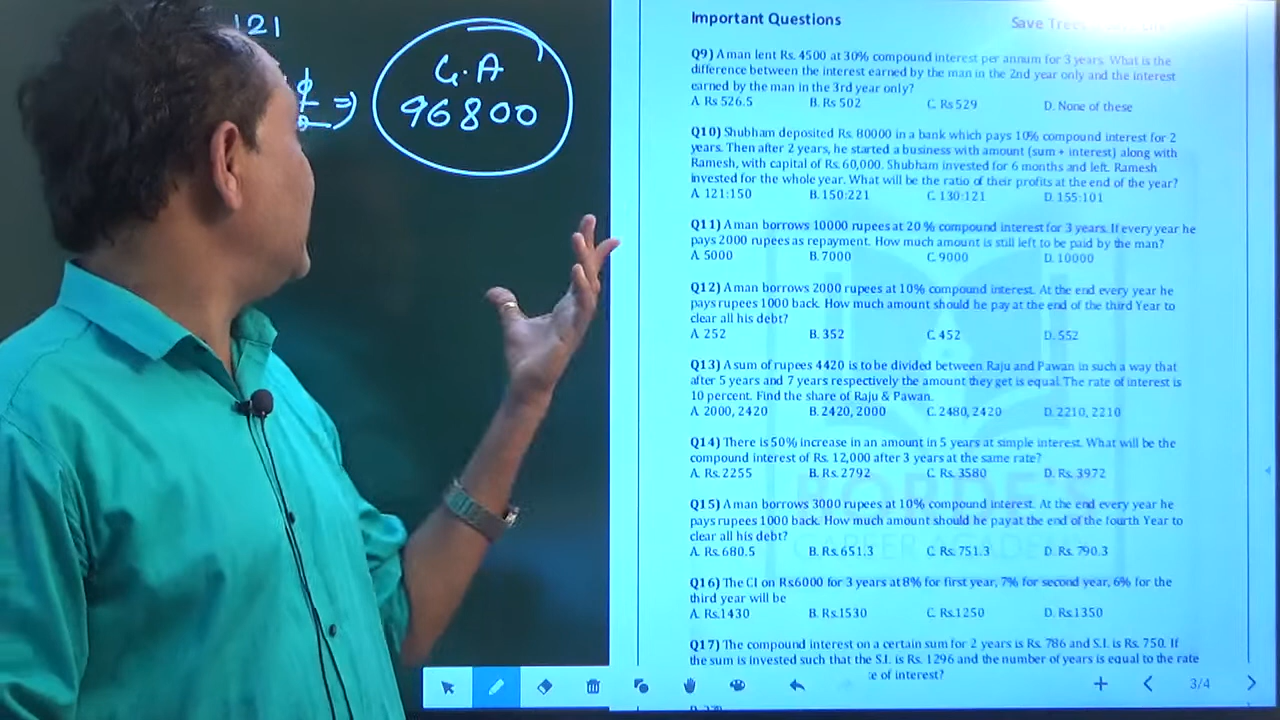 121
G.A
96800
Important Questions
Save
Q9) A man lent Rs. 4500 at 30% compound interest per annum for 3 years. What is the
difference between the interest earned by the man in the 2nd year only and the interest
earned by the man in the 3rd year only?
A. Rs 526.5 B. Rs 502 C. Rs 529 D. None of these
Q10) Shubham deposited Rs. 80000 in a bank which pays 10% compound interest for 2
years. Then after 2 years, he started a business with amount (sum + interest) along with
Ramesh, with capital of Rs. 60,000. Shubham invested for 6 months and left. Ramesh
invested for the whole year. What will be the ratio of their profits at the end of the year?
A. 121:150 B. 150:221 C. 130:121 D. 155:101
Q11) A man borrows 10000 rupees at 20 % compound interest for 3 years. If every year he
pays 2000 rupees as repayment. How much amount is still left to be paid by the man?
A. 5000 B. 7000 C. 9000 D. 10000
Q12) A man borrows 2000 rupees at 10% compound interest. At the end every year he
pays rupees 1000 back. How much amount should he pay at the end of the third Year to
clear all his debt?
A. 252 B. 352 C. 452 D. 552
Q13) A sum of rupees 4420 is to be divided between Raju and Pawan in such a way that
after 5 years and 7 years respectively the amount they get is equal. The rate of interest is
10 percent. Find the share of Raju & Pawan.
A. 2000, 2420 B. 2420, 2000 C. 2480, 2420 D. 2210, 2210
Q14) There is 50% increase in an amount in 5 years at simple interest. What will be the
compound interest of Rs. 12,000 after 3 years at the same rate?
A. Rs. 2255 B. Rs. 2792 C. Rs. 3580 D. Rs. 3972
Q15) A man borrows 3000 rupees at 10% compound interest. At the end every year he
pays rupees 1000 back. How much amount should he pay at the end of the fourth Year to
clear all his debt?
A. Rs. 680.5 B. Rs. 651.3 C. Rs. 751.3 D. Rs. 790.3
Q16) The CI on Rs6000 for 3 years at 8% for first year, 7% for second year, 6% for the
third year will be
A. Rs.1430 B. Rs.1530 C. Rs.1250 D. Rs.1350
Q17) The compound interest on a certain sum for 2 years is Rs. 786 and S.I. is Rs. 750. If
the sum is invested such that the S.I. is Rs. 1296 and the number of years is equal to the rate
e of interest?
3/4